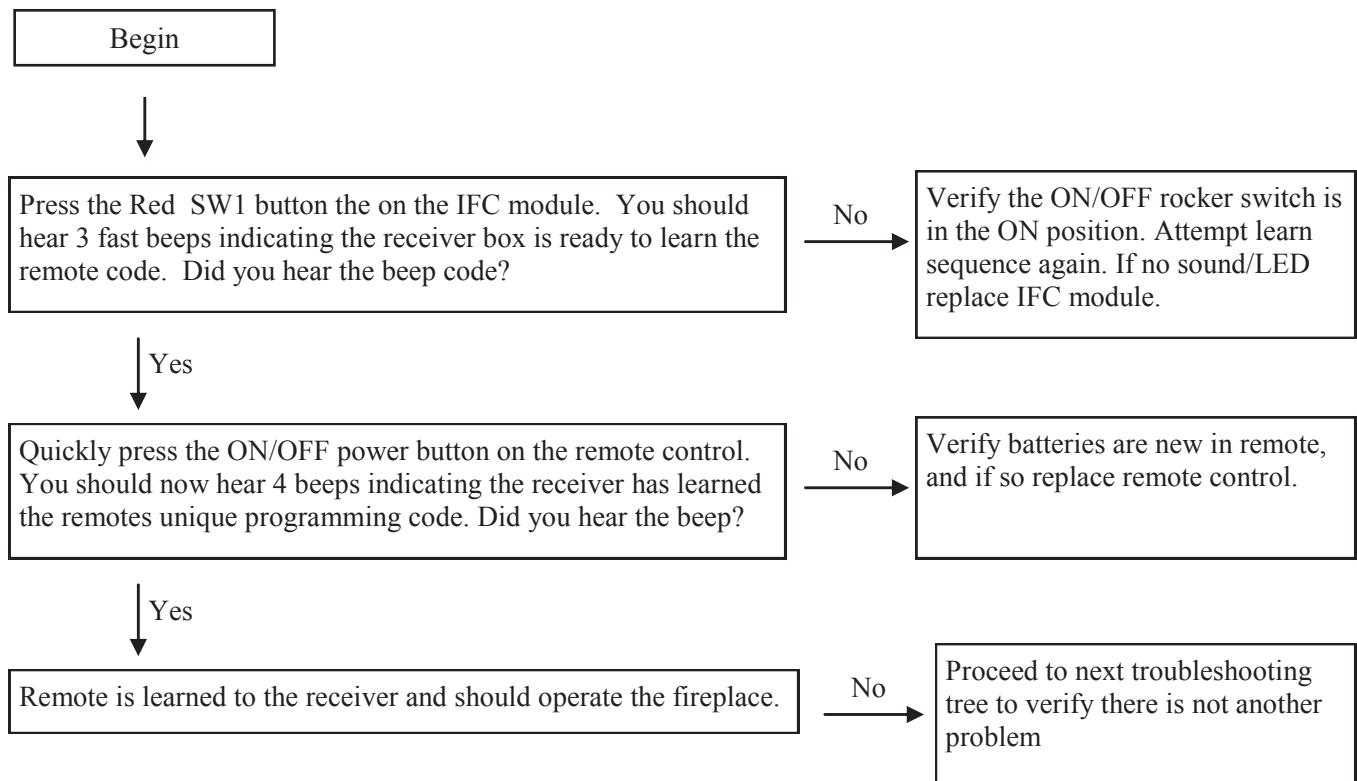 Begin
Press the Red SW1 button the on the IFC module. You should
hear 3 fast beeps indicating the receiver box is ready to learn the
remote code. Did you hear the beep code?
No
Verify the ON/OFF rocker switch is
in the ON position. Attempt learn
sequence again. If no sound/LED
replace IFC module.
Yes
Quickly press the ON/OFF power button on the remote control.
You should now hear 4 beeps indicating the receiver has learned
the remotes unique programming code. Did you hear the beep?
No
Verify batteries are new in remote,
and if so replace remote control.
Yes
Remote is learned to the receiver and should operate the fireplace.
No
Proceed to next troubleshooting
tree to verify there is not another
problem